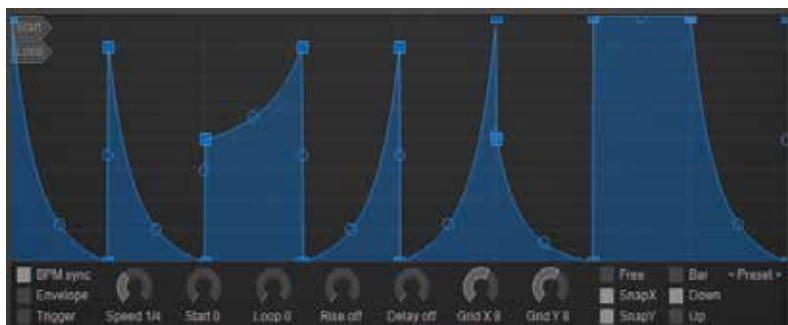 Start
Loop
BPM sync Free Bar - Preset -
Envelope SnapX Down
Trigger Speed 1/4 Start 0 Loop 0 Rise off Delay off Grid X 8 Grid Y 8 SnapY Up